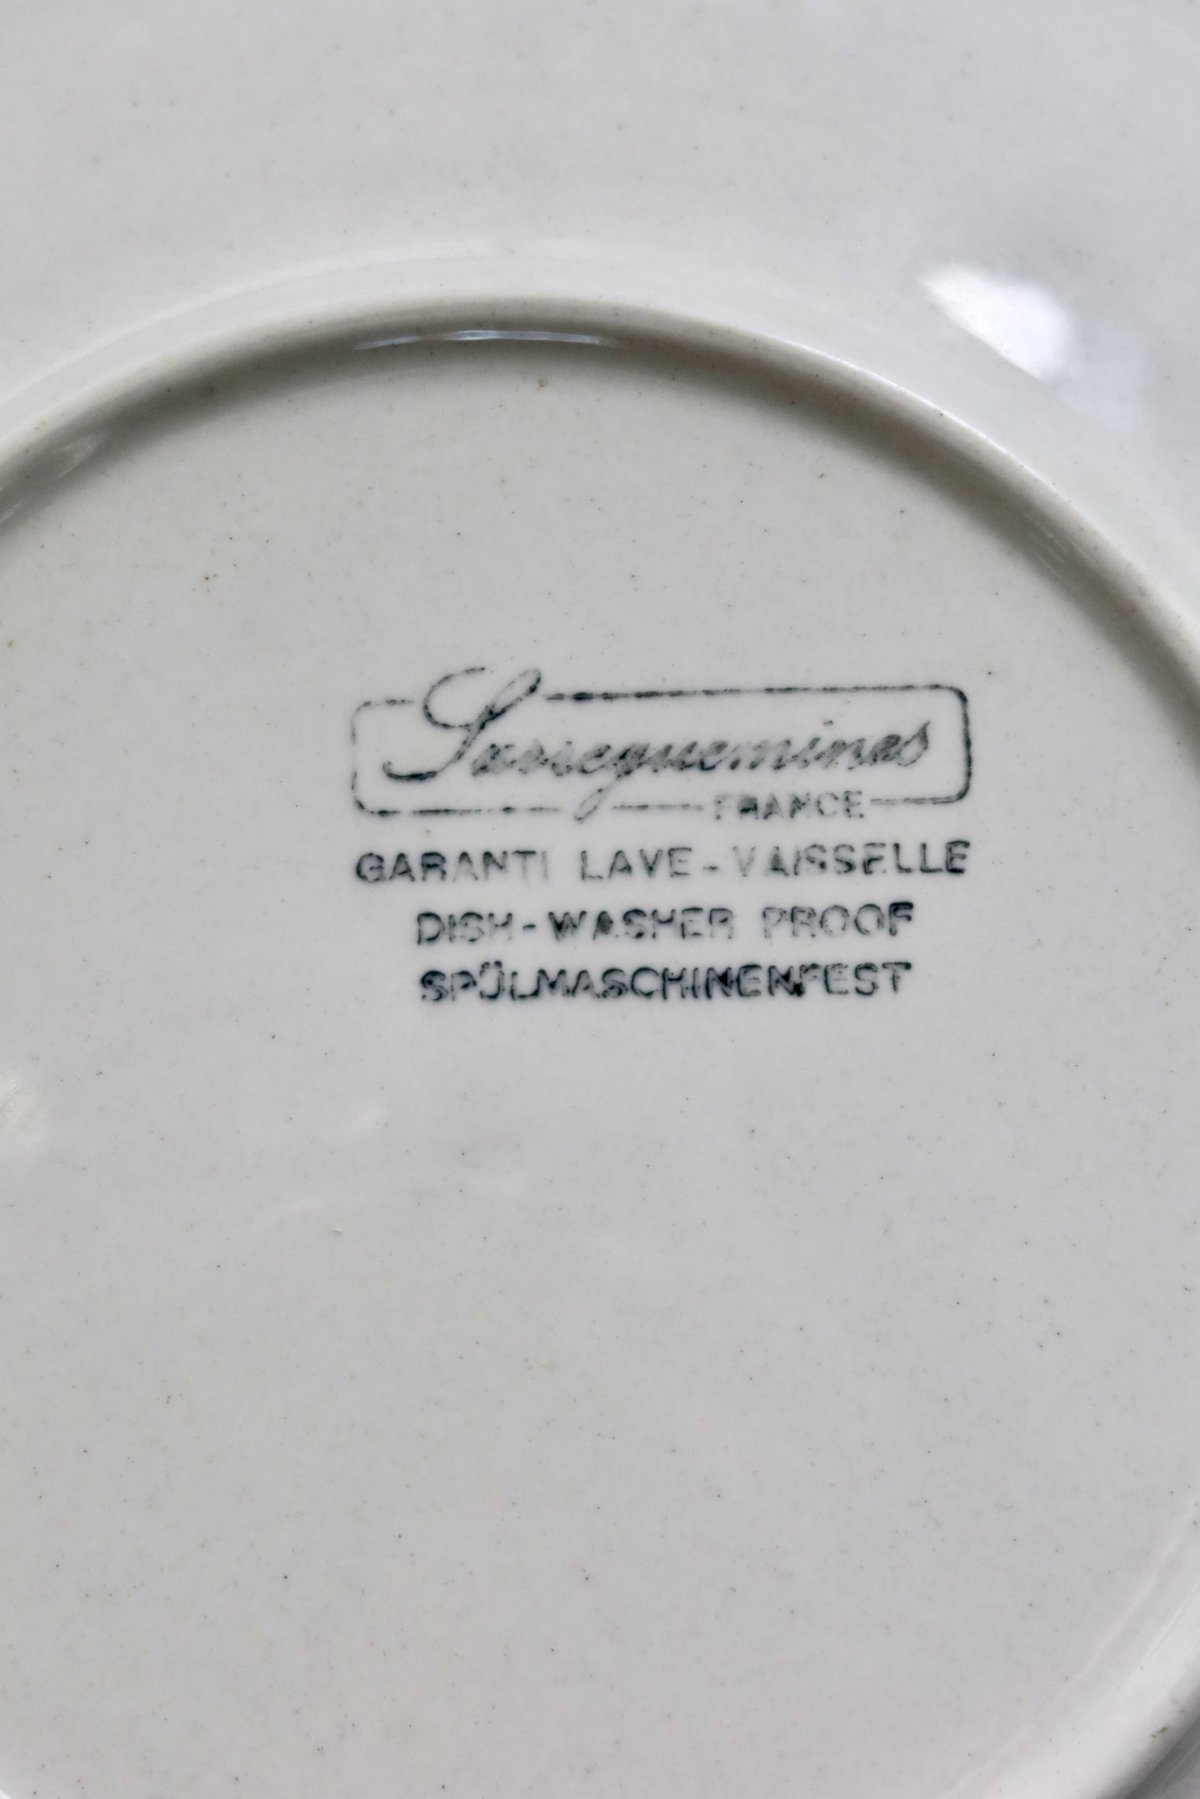 Sarreguemines
FRANCE
GARANTI LAVE-VAISSELLE
DISH-WASHER PROOF
SPÜLMASCHINENFEST